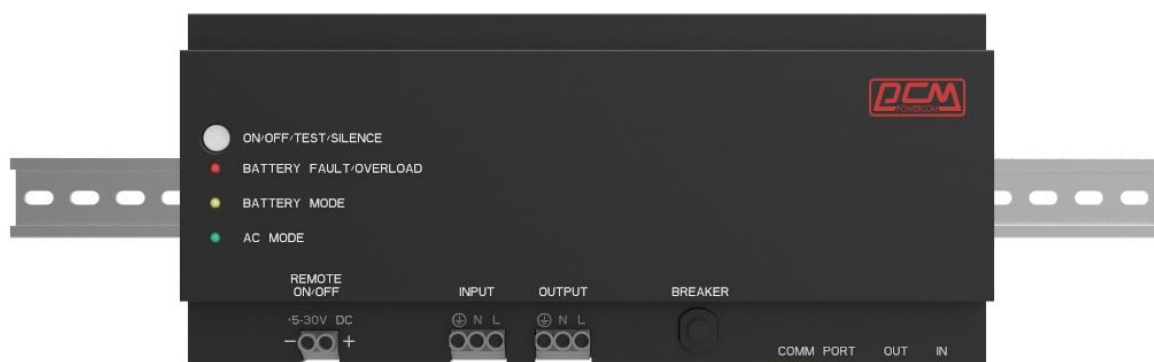 PCM
POWERCOM
ON/OFF/TEST/SILENCE
BATTERY FAULT/OVERLOAD
BATTERY MODE
AC MODE
REMOTE
ON/OFF
+5-30V DC
− +
INPUT
N L
OUTPUT
N L
BREAKER
COMM PORT
OUT
IN